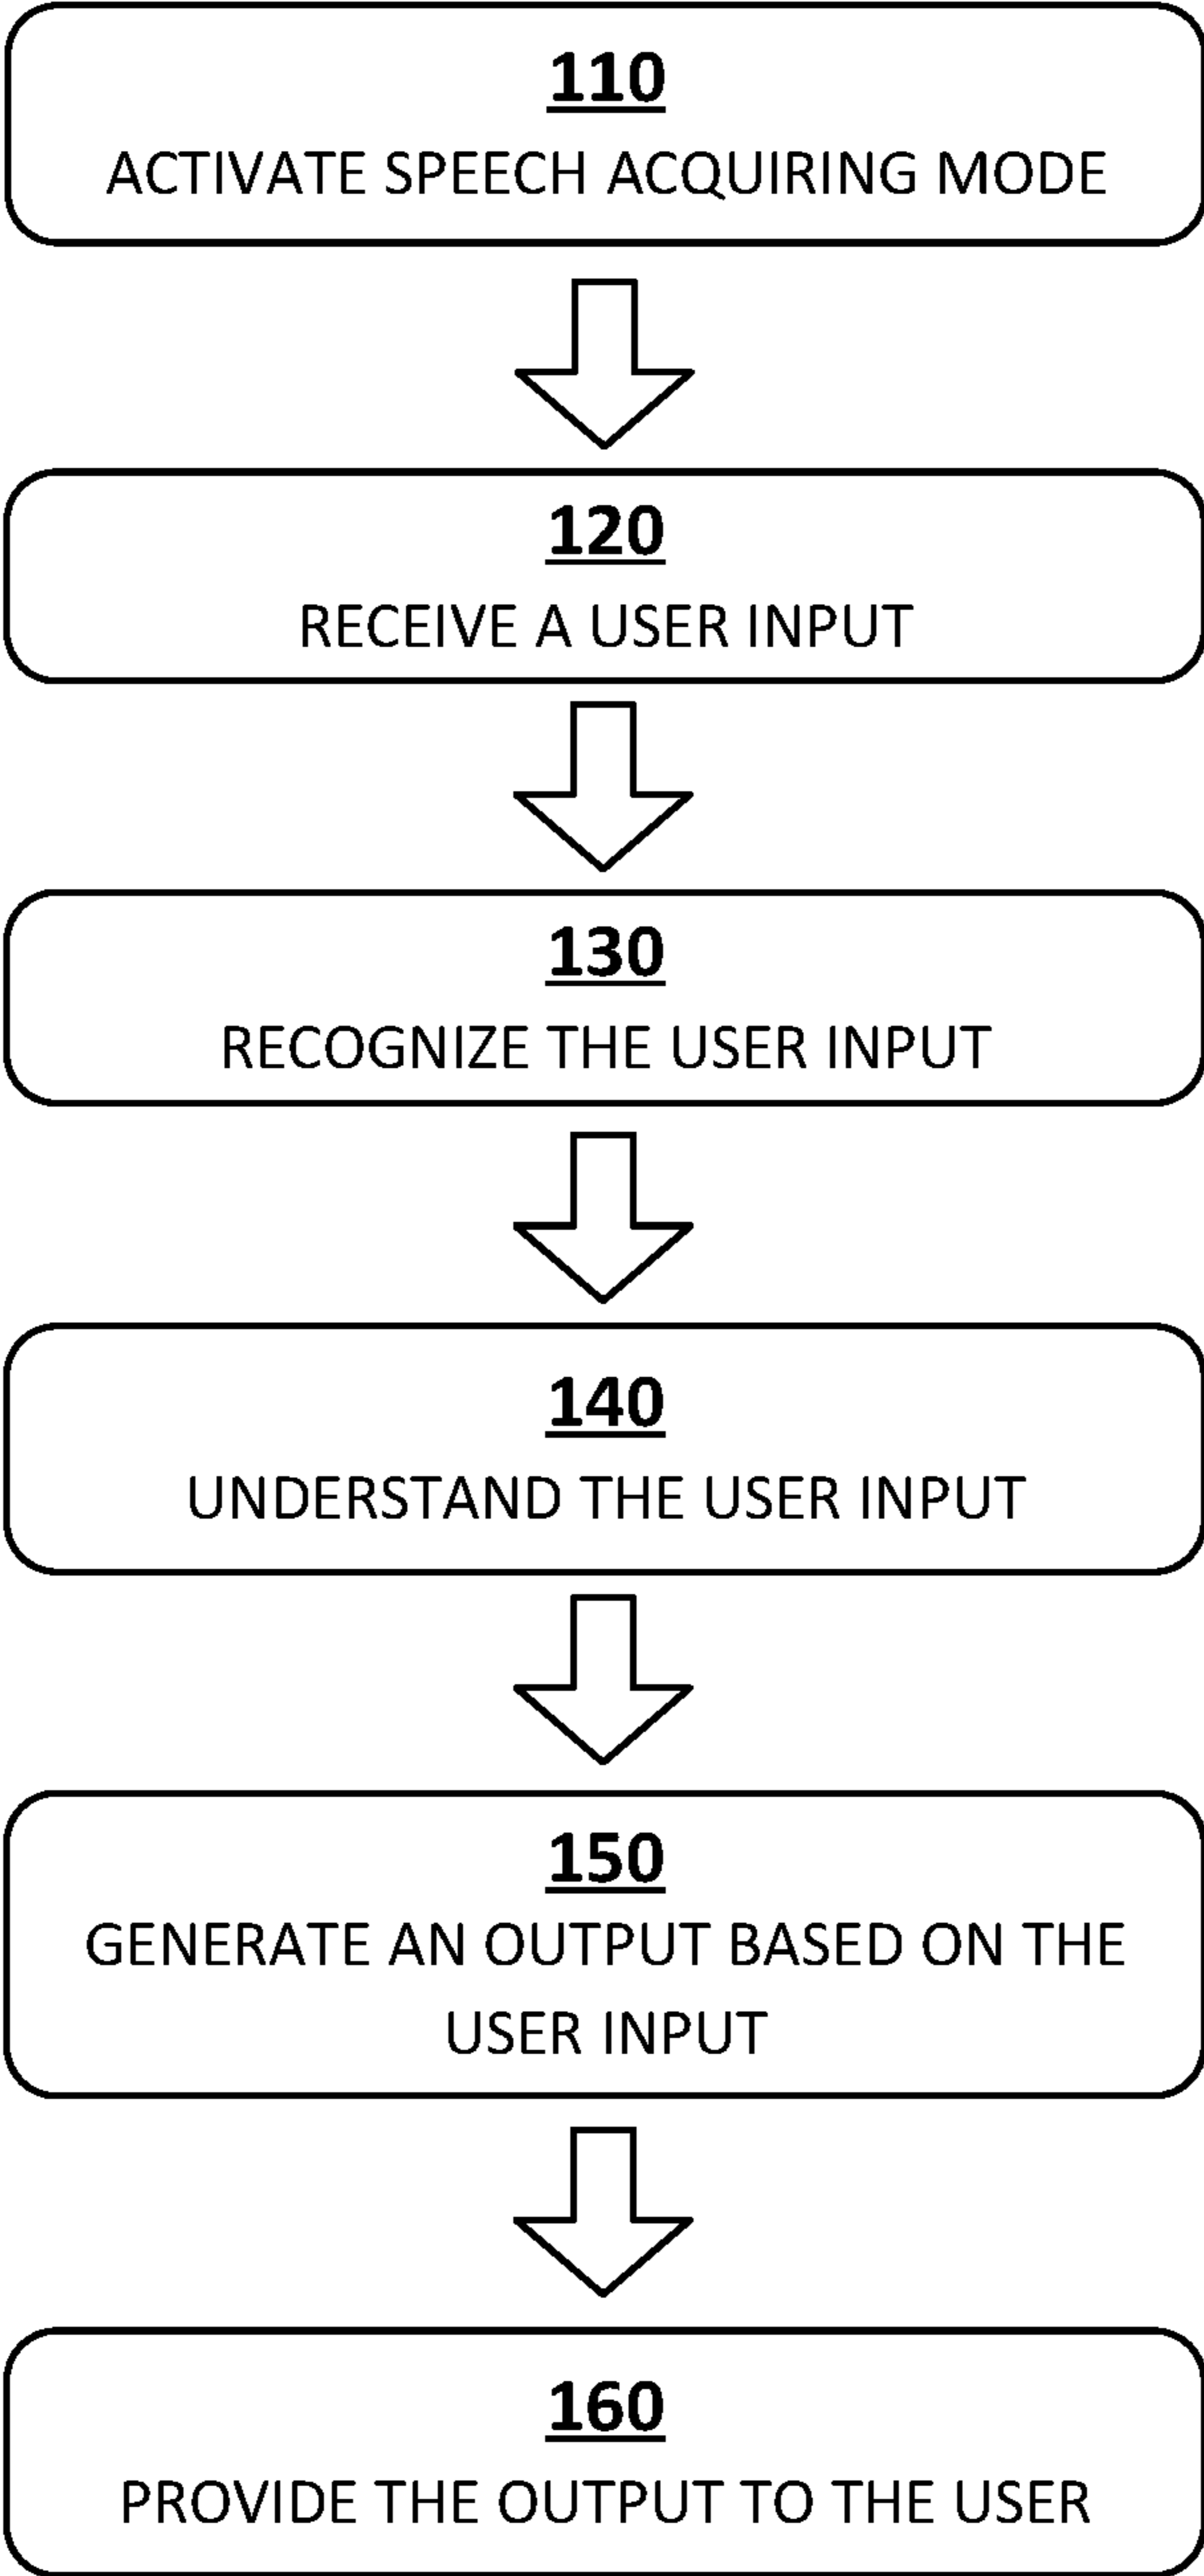 110
ACTIVATE SPEECH ACQUIRING MODE
120
RECEIVE A USER INPUT
130
RECOGNIZE THE USER INPUT
140
UNDERSTAND THE USER INPUT
150
GENERATE AN OUTPUT BASED ON THE
USER INPUT
160
PROVIDE THE OUTPUT TO THE USER